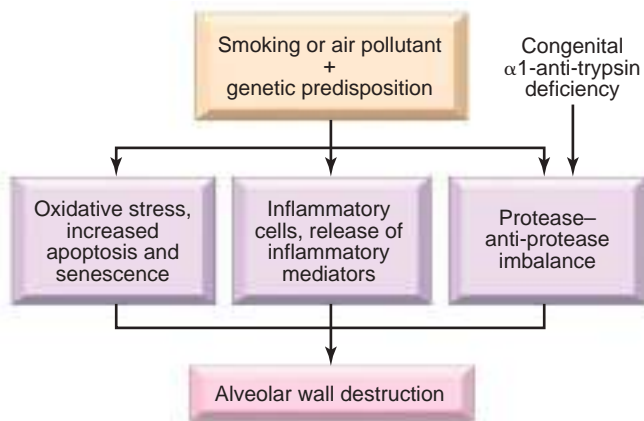 Smoking or air pollutant
+
genetic predisposition
Congenital
α1-anti-trypsin
deficiency
Oxidative stress,
increased
apoptosis and
senescence
Inflammatory
cells, release of
inflammatory
mediators
Protease–
anti-protease
imbalance
Alveolar wall destruction